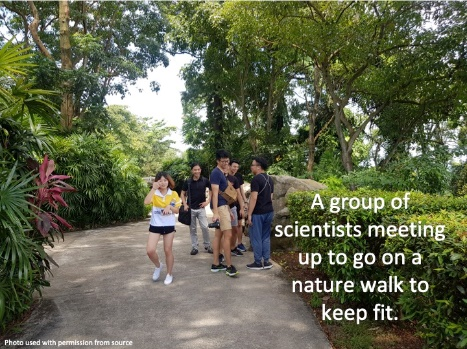 A group of
scientists meeting
up to go on a
nature walk to
keep fit.
Photo used with permission from source